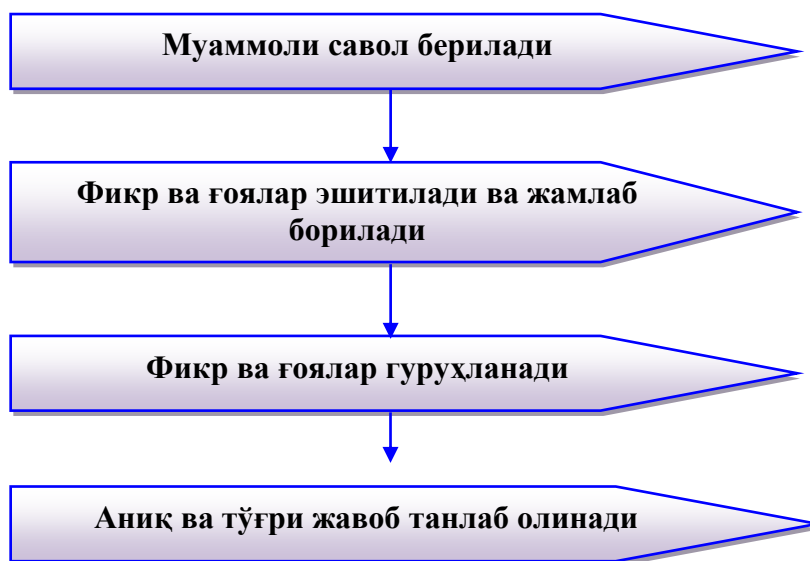 Муаммоли савол берилади
Фикр ва ғоялар эшитилади ва жамлаб
борилади
Фикр ва ғоялар гуруҳланади
Аниқ ва тўғри жавоб танлаб олинади